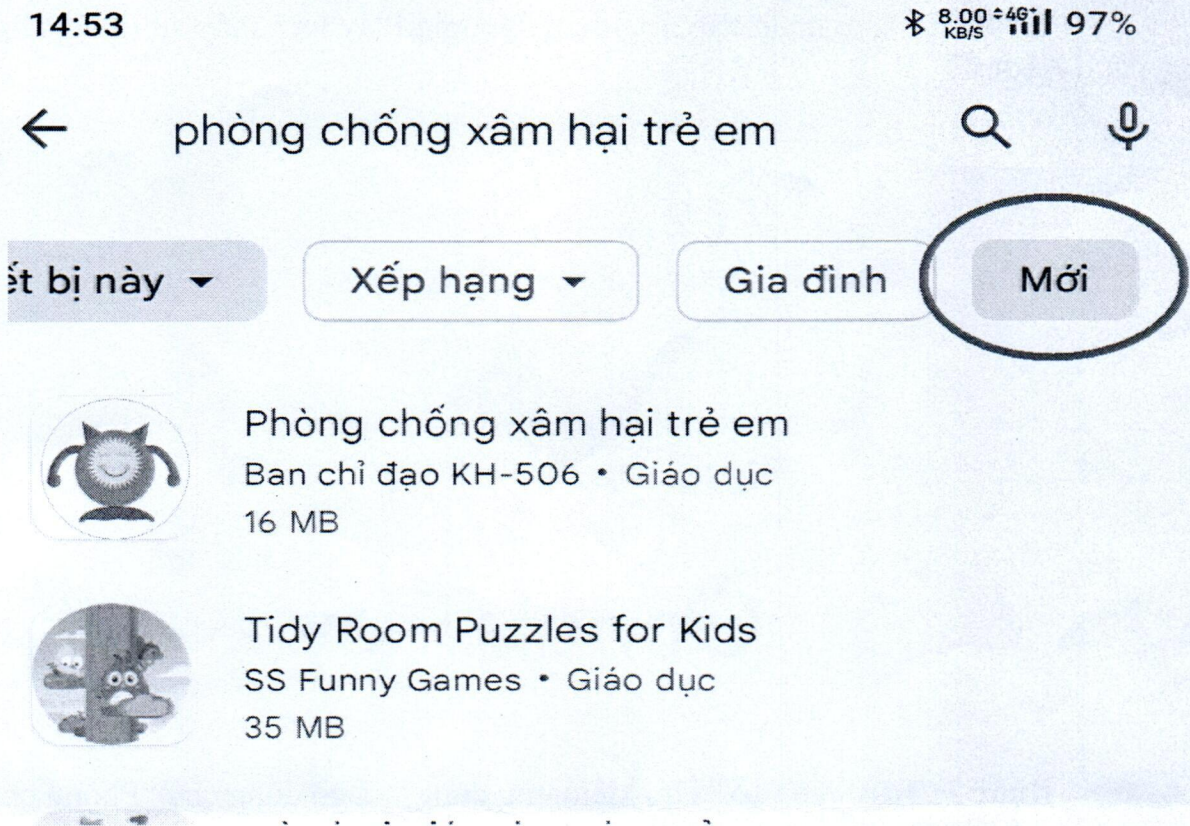 14:53 8.00 KB/S 4G+ 97%
phòng chống xâm hại trẻ em
ết bị này Xếp hạng Gia đình Mới
Phòng chống xâm hại trẻ em
Ban chỉ đạo KH-506 • Giáo dục
16 MB
Tidy Room Puzzles for Kids
SS Funny Games • Giáo dục
35 MB